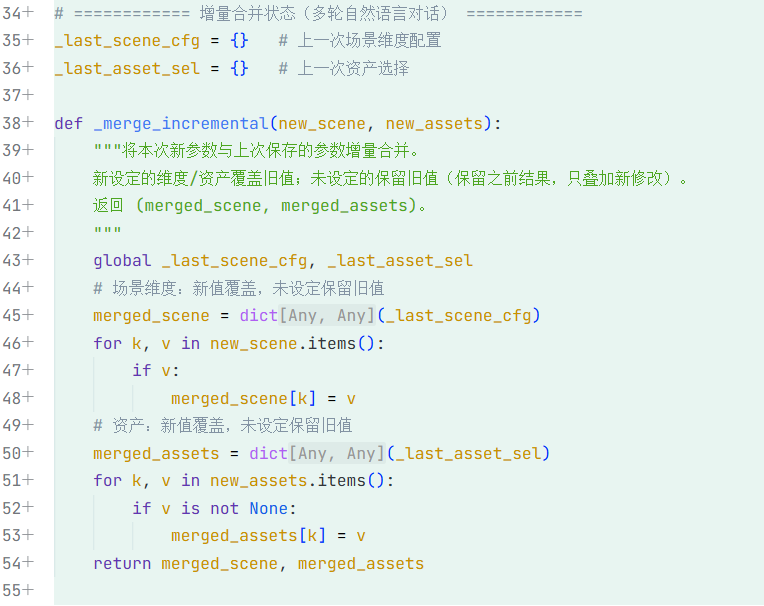 34+ # ============ 增量合并状态（多轮自然语言对话） ============
35+ _last_scene_cfg = {}   # 上一次场景维度配置
36+ _last_asset_sel = {}   # 上一次资产选择
37+
38+ def _merge_incremental(new_scene, new_assets):
39+     """将本次新参数与上次保存的参数增量合并。
40+     新设定的维度/资产覆盖旧值；未设定的保留旧值（保留之前结果，只叠加新修改）。
41+     返回 (merged_scene, merged_assets)。
42+     """
43+     global _last_scene_cfg, _last_asset_sel
44+     # 场景维度：新值覆盖，未设定保留旧值
45+     merged_scene = dict[Any, Any](_last_scene_cfg)
46+     for k, v in new_scene.items():
47+         if v:
48+             merged_scene[k] = v
49+     # 资产：新值覆盖，未设定保留旧值
50+     merged_assets = dict[Any, Any](_last_asset_sel)
51+     for k, v in new_assets.items():
52+         if v is not None:
53+             merged_assets[k] = v
54+     return merged_scene, merged_assets
55+